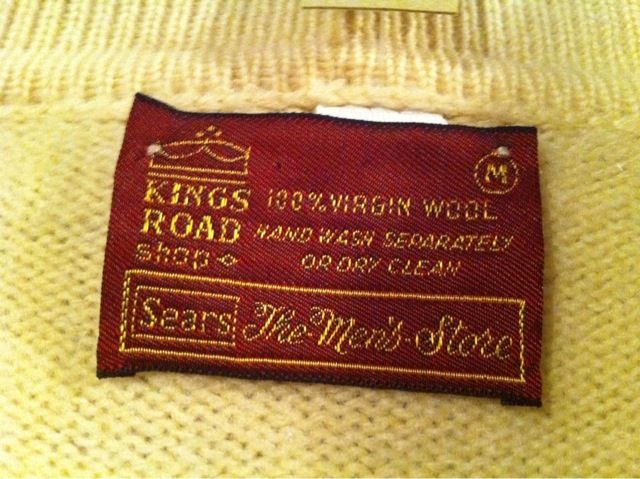 KINGS
ROAD
shop
100% VIRGIN WOOL
HAND WASH SEPARATELY
OR DRY CLEAN
M
Sears The Men's-Store